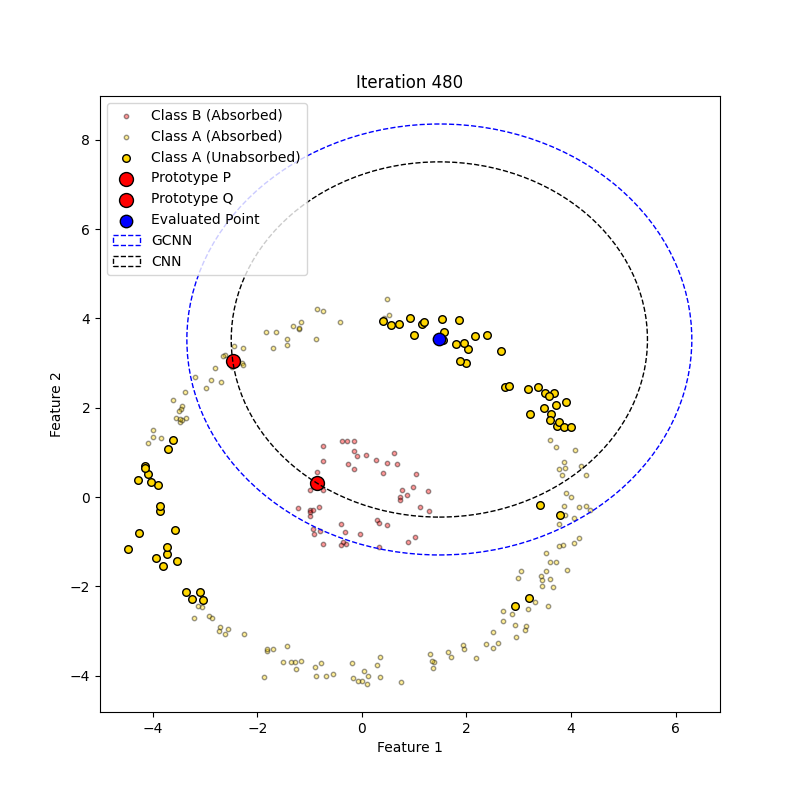 Iteration 480
Class B (Absorbed)
Class A (Absorbed)
Class A (Unabsorbed)
Prototype P
Prototype Q
Evaluated Point
GCNN
CNN
8
6
4
2
0
−2
−4
Feature 2
−4 −2 0 2 4 6
Feature 1